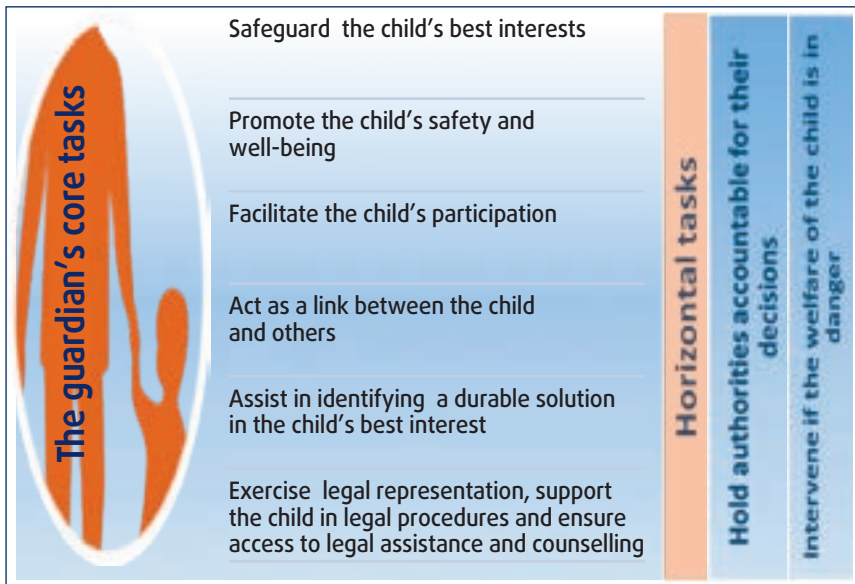 The guardian's core tasks
Safeguard the child's best interests
Promote the child's safety and
well-being
Facilitate the child's participation
Act as a link between the child
and others
Assist in identifying a durable solution
in the child's best interest
Exercise legal representation, support
the child in legal procedures and ensure
access to legal assistance and counselling
Horizontal tasks
Hold authorities accountable for their
decisions
Intervene if the welfare of the child is in
danger